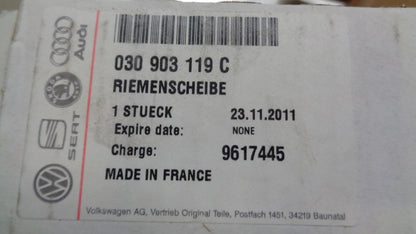 Audi
030 903 119 C
RIEMENSCHEIBE
1 STUECK 23.11.2011
Expire date: NONE
Charge: 9617445
SEAT
MADE IN FRANCE
Volkswagen AG, Vertrieb Original Teile, Postfach 1451, 34219 Baunatal